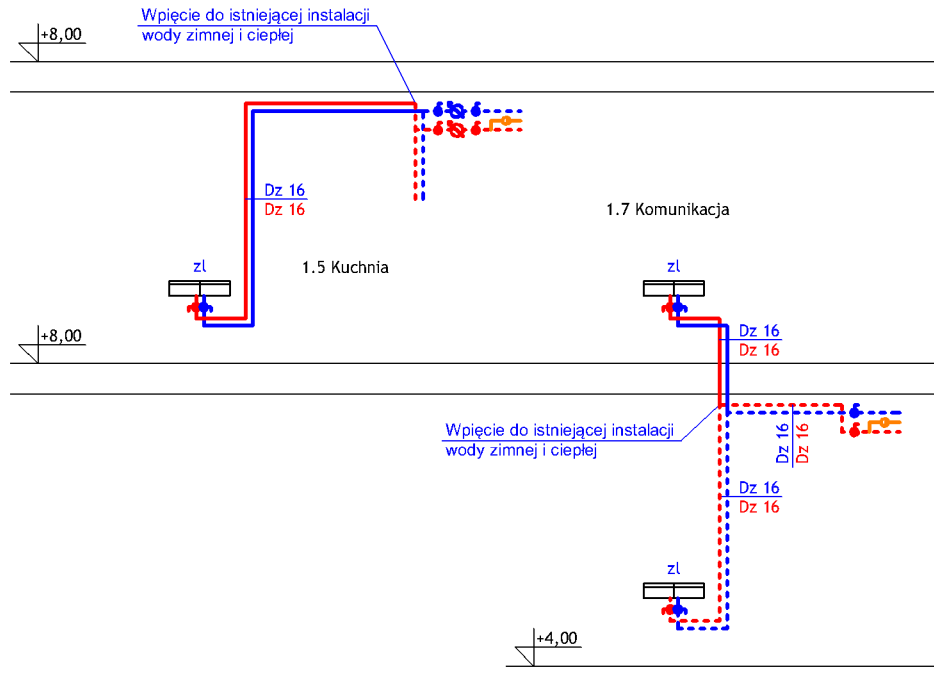 Wpięcie do istniejącej instalacji
wody zimnej i ciepłej
+8,00
Dz 16
Dz 16
1.7 Komunikacja
zl
1.5 Kuchnia
zl
+8,00
Dz 16
Dz 16
Wpięcie do istniejącej instalacji
wody zimnej i ciepłej
Dz 16
Dz 16
Dz 16
Dz 16
zl
+4,00